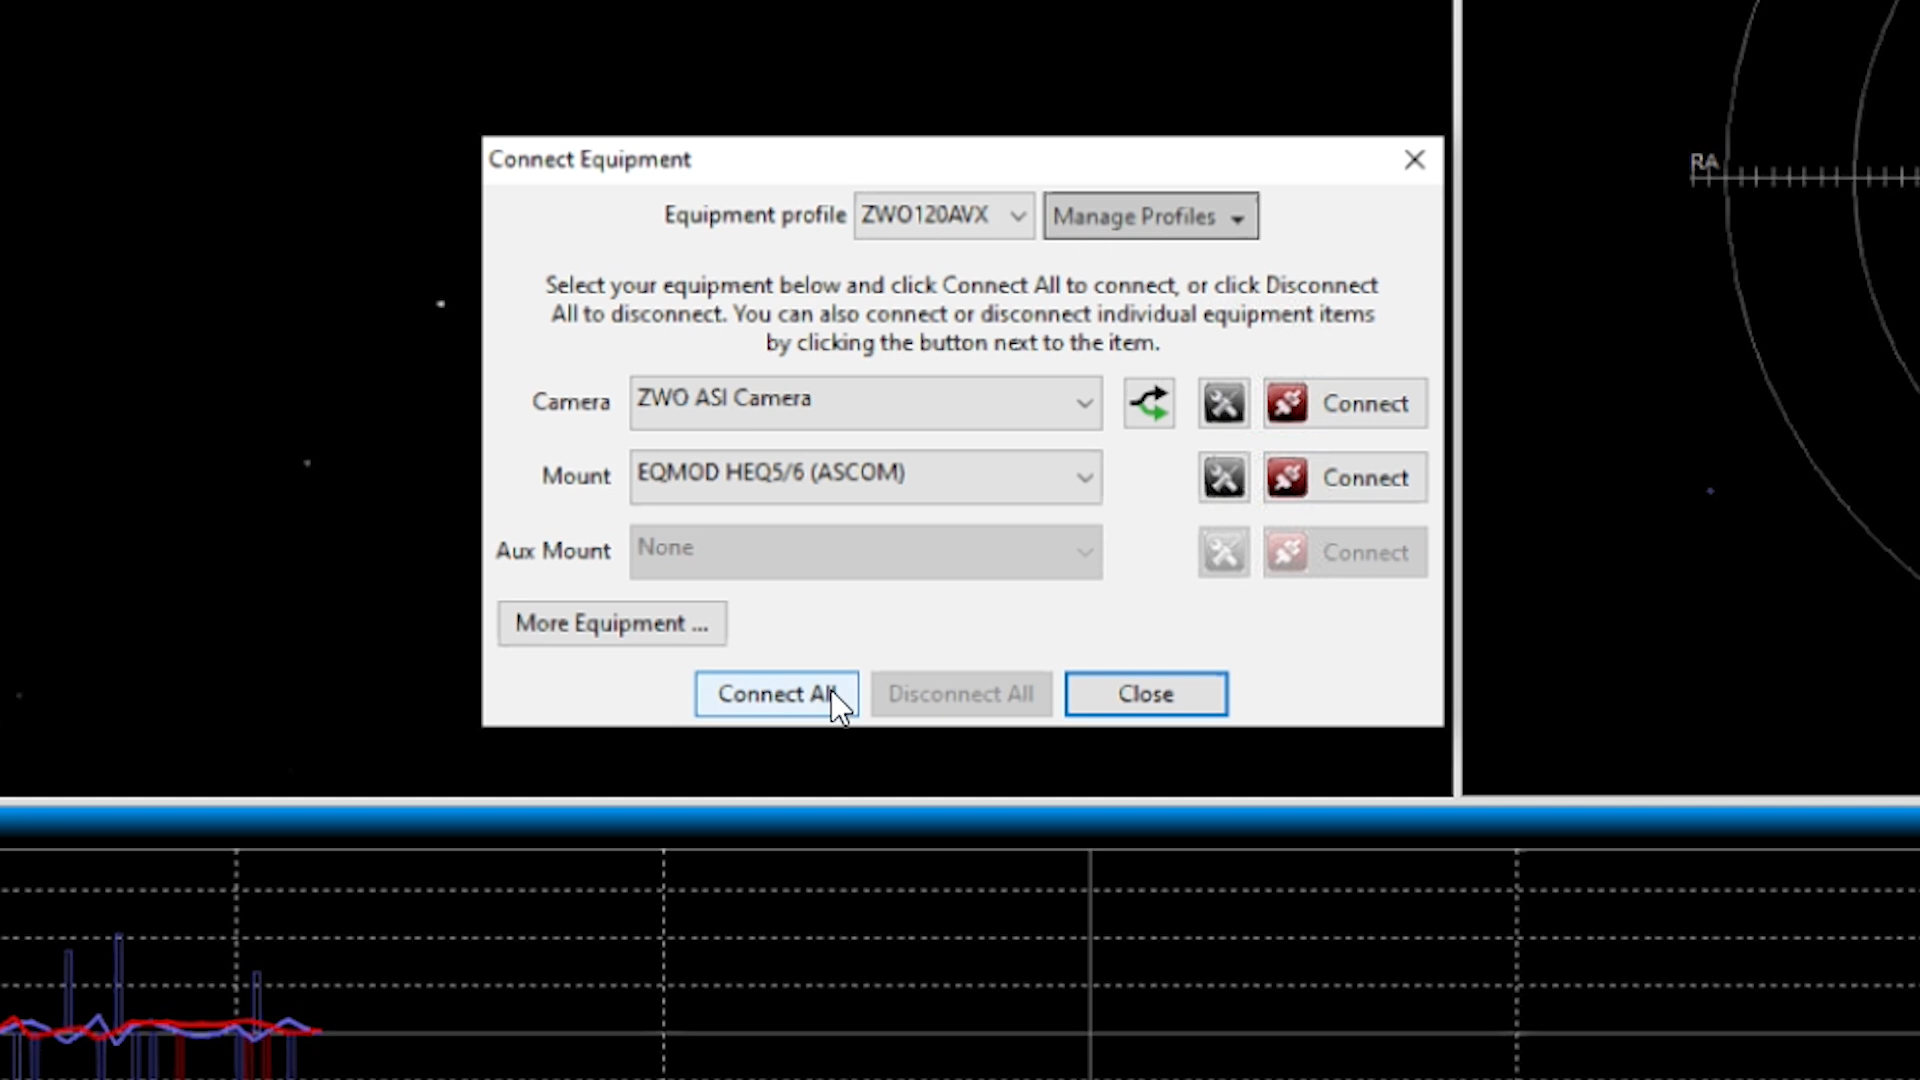 Connect Equipment
RA
Equipment profile ZWO120AVX Manage Profiles
Select your equipment below and click Connect All to connect, or click Disconnect
All to disconnect. You can also connect or disconnect individual equipment items
by clicking the button next to the item.
Camera ZWO ASI Camera Connect
Mount EQMOD HEQ5/6 (ASCOM) Connect
Aux Mount None Connect
More Equipment ...
Connect All Disconnect All Close